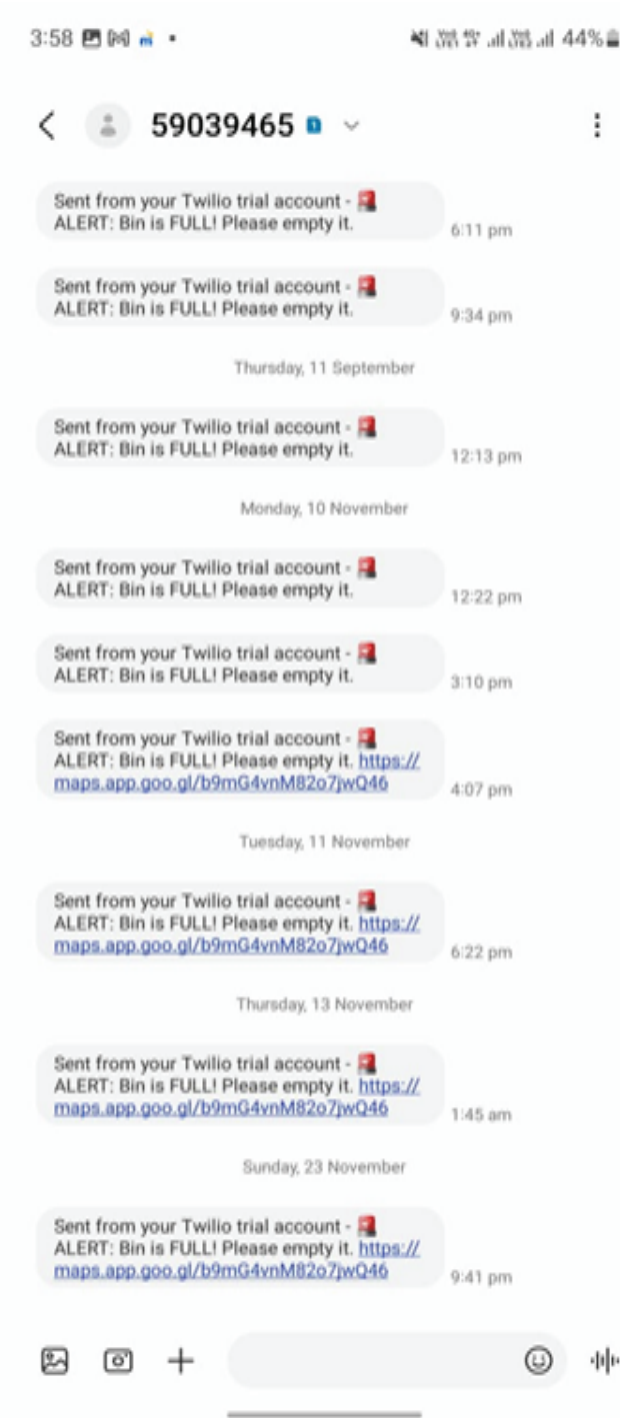 3:58
44%
59039465
Sent from your Twilio trial account - 🚨
ALERT: Bin is FULL! Please empty it.
6:11 pm
Sent from your Twilio trial account - 🚨
ALERT: Bin is FULL! Please empty it.
9:34 pm
Thursday, 11 September
Sent from your Twilio trial account - 🚨
ALERT: Bin is FULL! Please empty it.
12:13 pm
Monday, 10 November
Sent from your Twilio trial account - 🚨
ALERT: Bin is FULL! Please empty it.
12:22 pm
Sent from your Twilio trial account - 🚨
ALERT: Bin is FULL! Please empty it.
3:10 pm
Sent from your Twilio trial account - 🚨
ALERT: Bin is FULL! Please empty it. https://
maps.app.goo.gl/b9mG4vnM82o7jwQ46
4:07 pm
Tuesday, 11 November
Sent from your Twilio trial account - 🚨
ALERT: Bin is FULL! Please empty it. https://
maps.app.goo.gl/b9mG4vnM82o7jwQ46
6:22 pm
Thursday, 13 November
Sent from your Twilio trial account - 🚨
ALERT: Bin is FULL! Please empty it. https://
maps.app.goo.gl/b9mG4vnM82o7jwQ46
1:45 am
Sunday, 23 November
Sent from your Twilio trial account - 🚨
ALERT: Bin is FULL! Please empty it. https://
maps.app.goo.gl/b9mG4vnM82o7jwQ46
9:41 pm